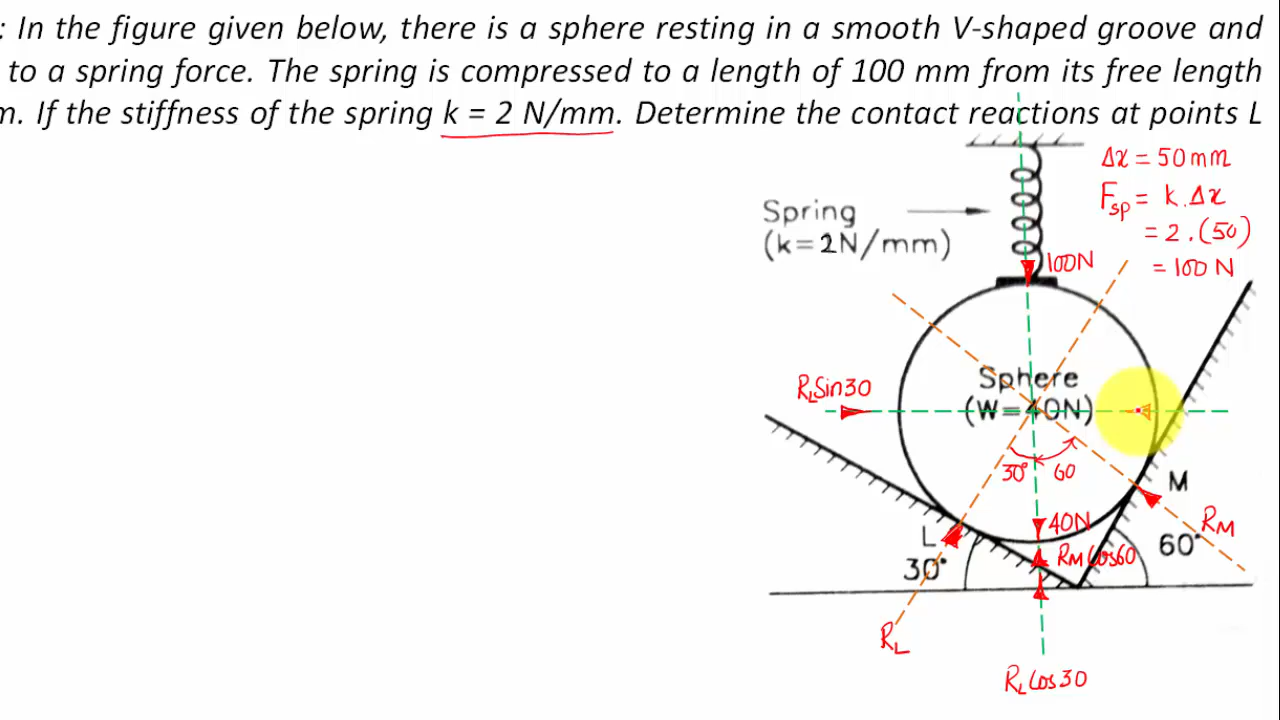 : In the figure given below, there is a sphere resting in a smooth V-shaped groove and
to a spring force. The spring is compressed to a length of 100 mm from its free length
m. If the stiffness of the spring k = 2 N/mm. Determine the contact reactions at points L
Δx = 50 mm
Spring
(k=2N/mm)
Fsp = k.Δx
= 2.(50)
= 100 N
100N
Sphere
(W=40N)
RLSin30
30° 60
M
40N
RM
L
RMCos60
60°
30°
RL
RLCos30